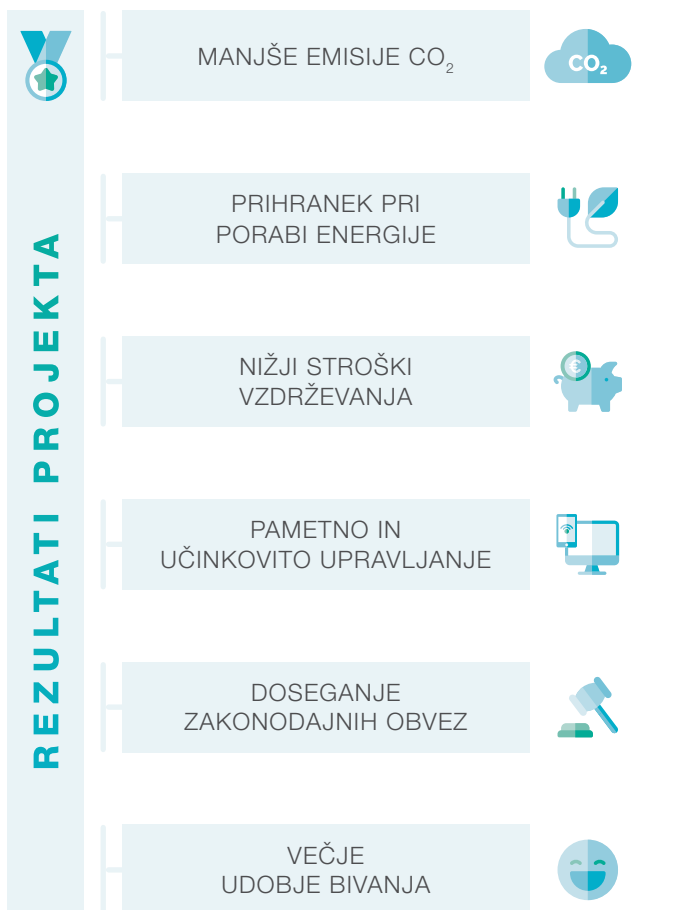 REZULTATI PROJEKTA
MANJŠE EMISIJE CO₂
CO₂
PRIHRANEK PRI
PORABI ENERGIJE
NIŽJI STROŠKI
VZDRŽEVANJA
€
PAMETNO IN
UČINKOVITO UPRAVLJANJE
DOSEGANJE
ZAKONODAJNIH OBVEZ
VEČJE
UDOBJE BIVANJA